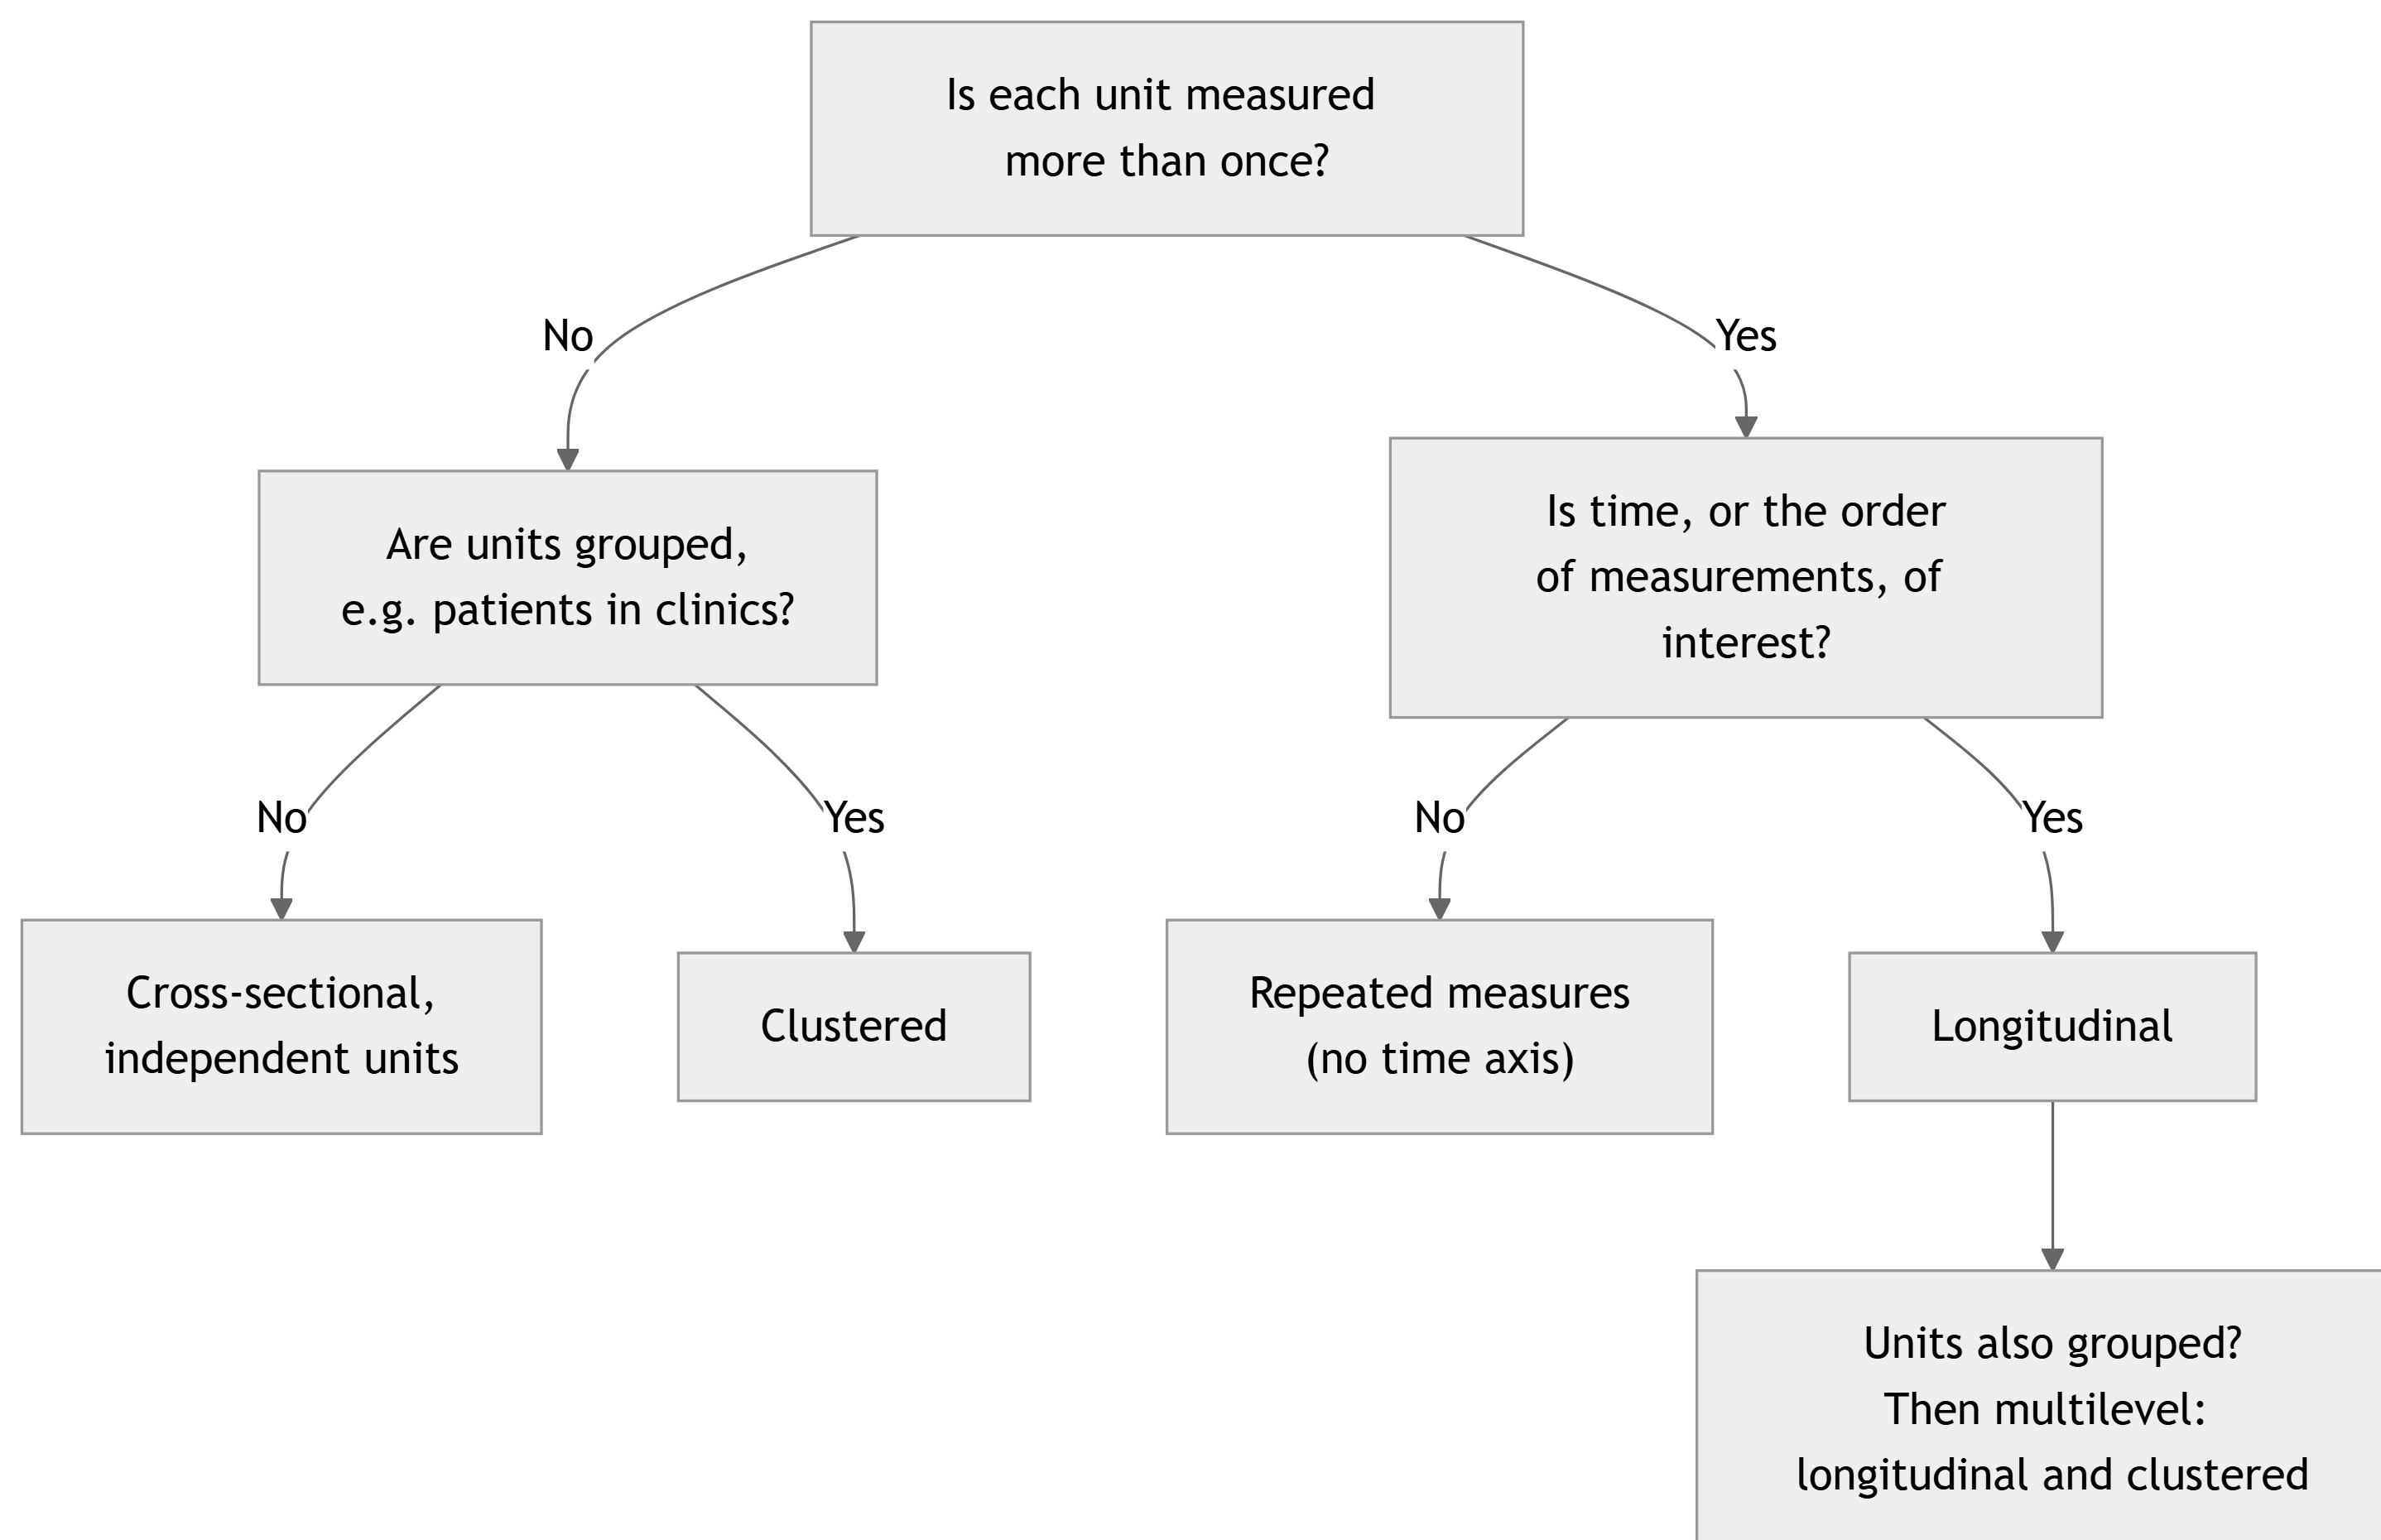 Is each unit measured
more than once?
No
Yes
Are units grouped,
e.g. patients in clinics?
Is time, or the order
of measurements, of
interest?
No
Yes
No
Yes
Cross-sectional,
independent units
Clustered
Repeated measures
(no time axis)
Longitudinal
Units also grouped?
Then multilevel:
longitudinal and clustered